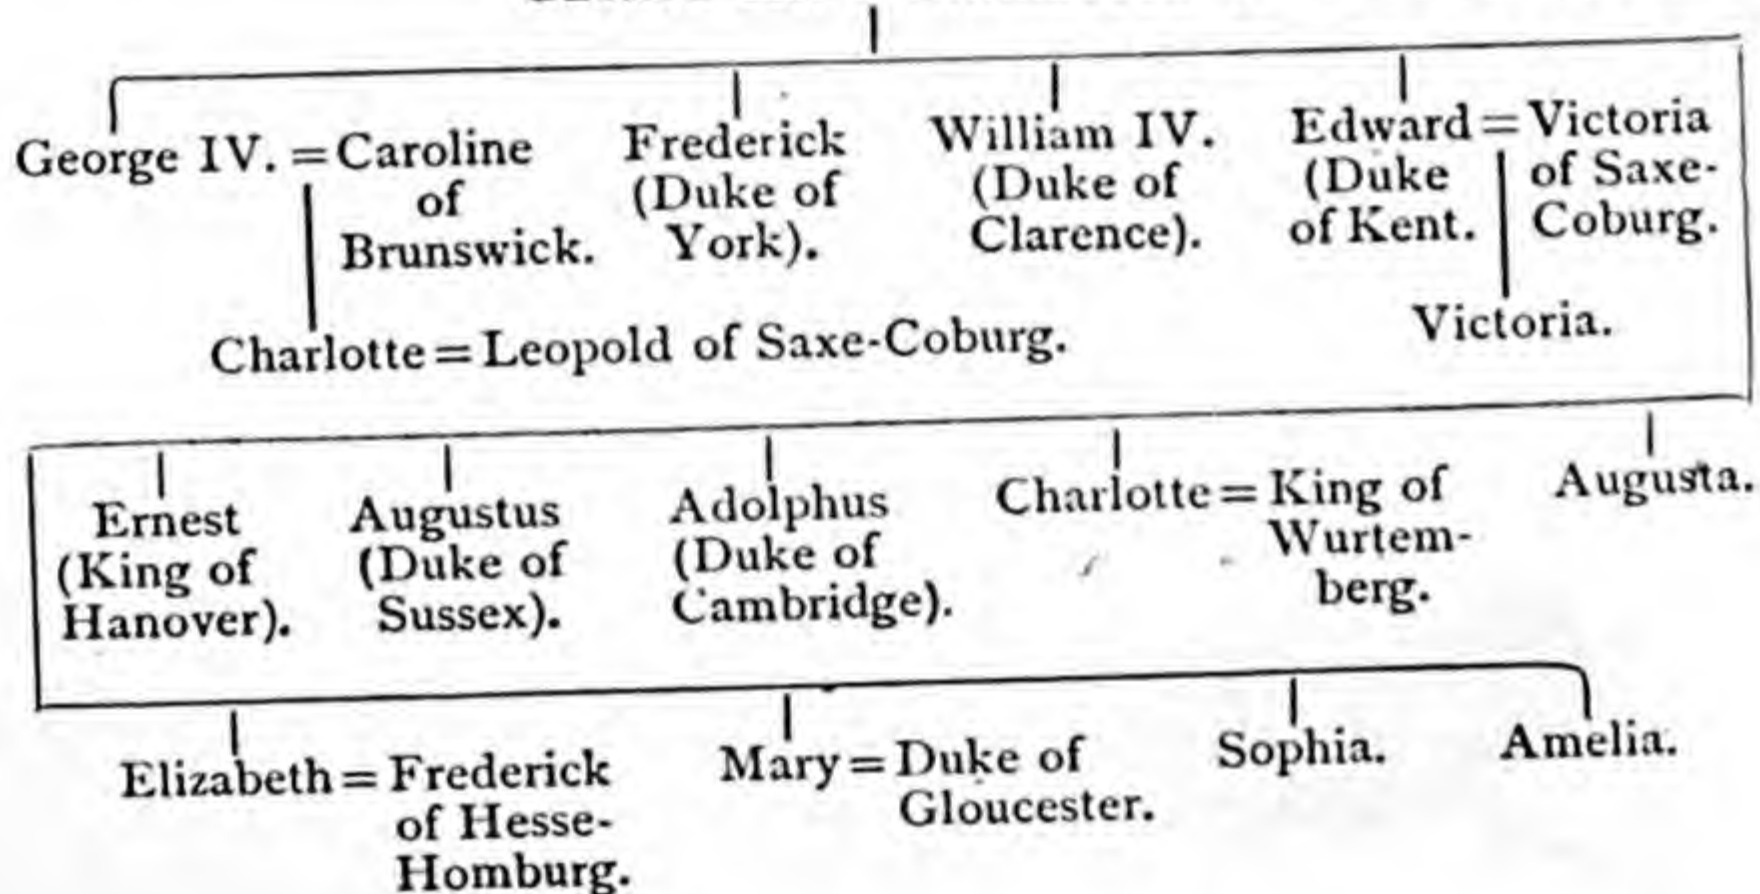 George IV. = Caroline of Brunswick.
Frederick (Duke of York).
William IV. (Duke of Clarence).
Edward = Victoria of Saxe-Coburg.
(Duke of Kent.
Charlotte = Leopold of Saxe-Coburg.
Victoria.
Ernest (King of Hanover).
Augustus (Duke of Sussex).
Adolphus (Duke of Cambridge).
Charlotte = King of Wurtem-berg.
Augusta.
Elizabeth = Frederick of Hesse-Homburg.
Mary = Duke of Gloucester.
Sophia.
Amelia.